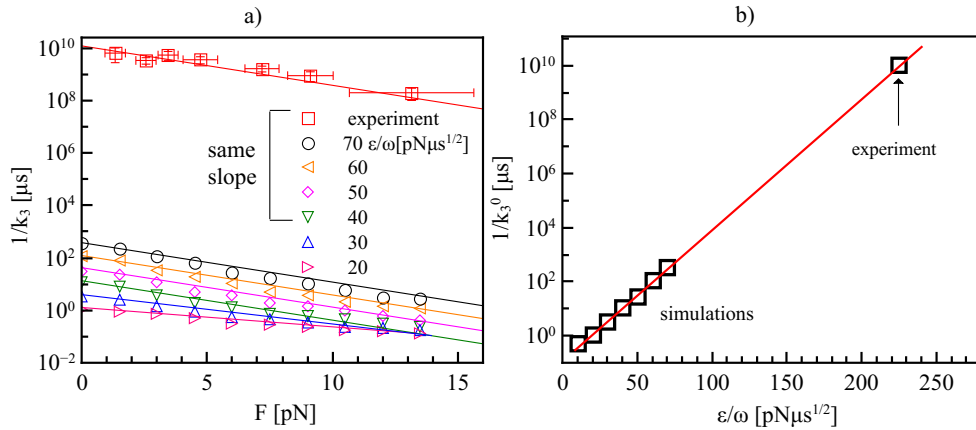 a)
10^10
10^8
10^6
10^4
10^2
10^0
10^-2
1/k₃ [μs]
0
5
10
15
F [pN]
same
slope
experiment
70 ε/ω[pNμs^1/2]
60
50
40
30
20
b)
10^10
10^8
10^6
10^4
10^2
10^0
1/k₃⁰ [μs]
0
50
100
150
200
250
ε/ω [pNμs^1/2]
experiment
simulations